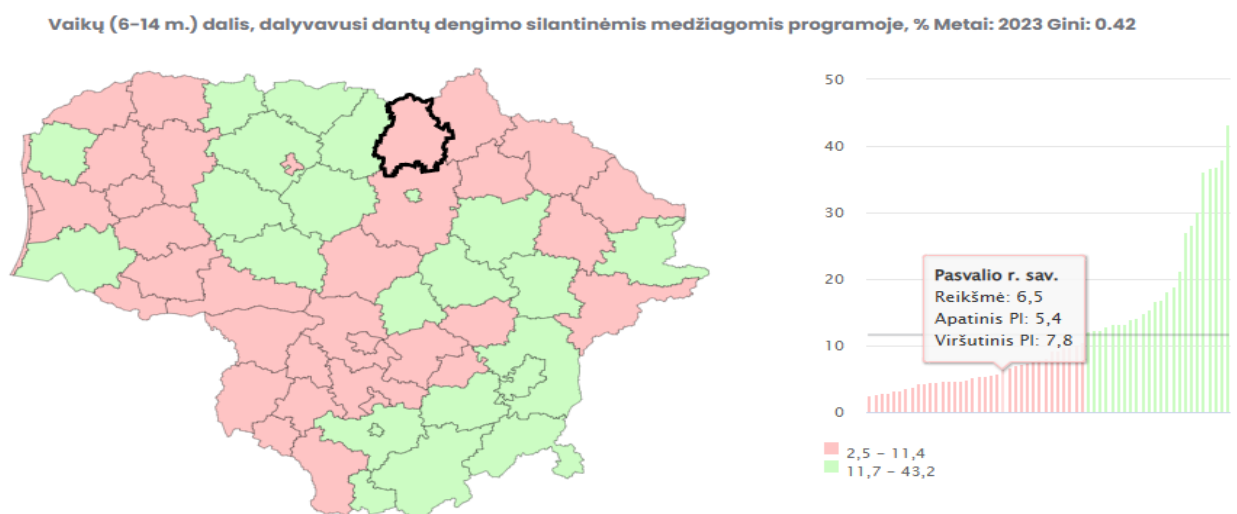 Vaikų (6-14 m.) dalis, dalyvavusi dantų dengimo silantinėmis medžiagomis programoje, % Metai: 2023 Gini: 0.42
50
40
30
20
10
0
Pasvalio r. sav.
Reikšmė: 6,5
Apatinis PI: 5,4
Viršutinis PI: 7,8
2,5 – 11,4
11,7 – 43,2